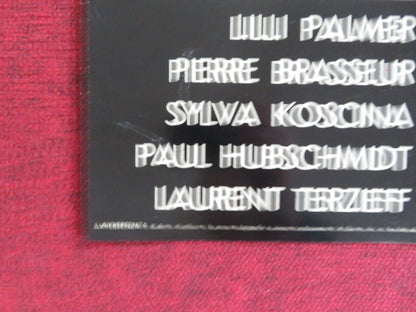 LILLI PALMER
PIERRE BRASSEUR
SYLVA KOSCINA
PAUL HUBSCHMIDT
LAURENT TERZIEFF